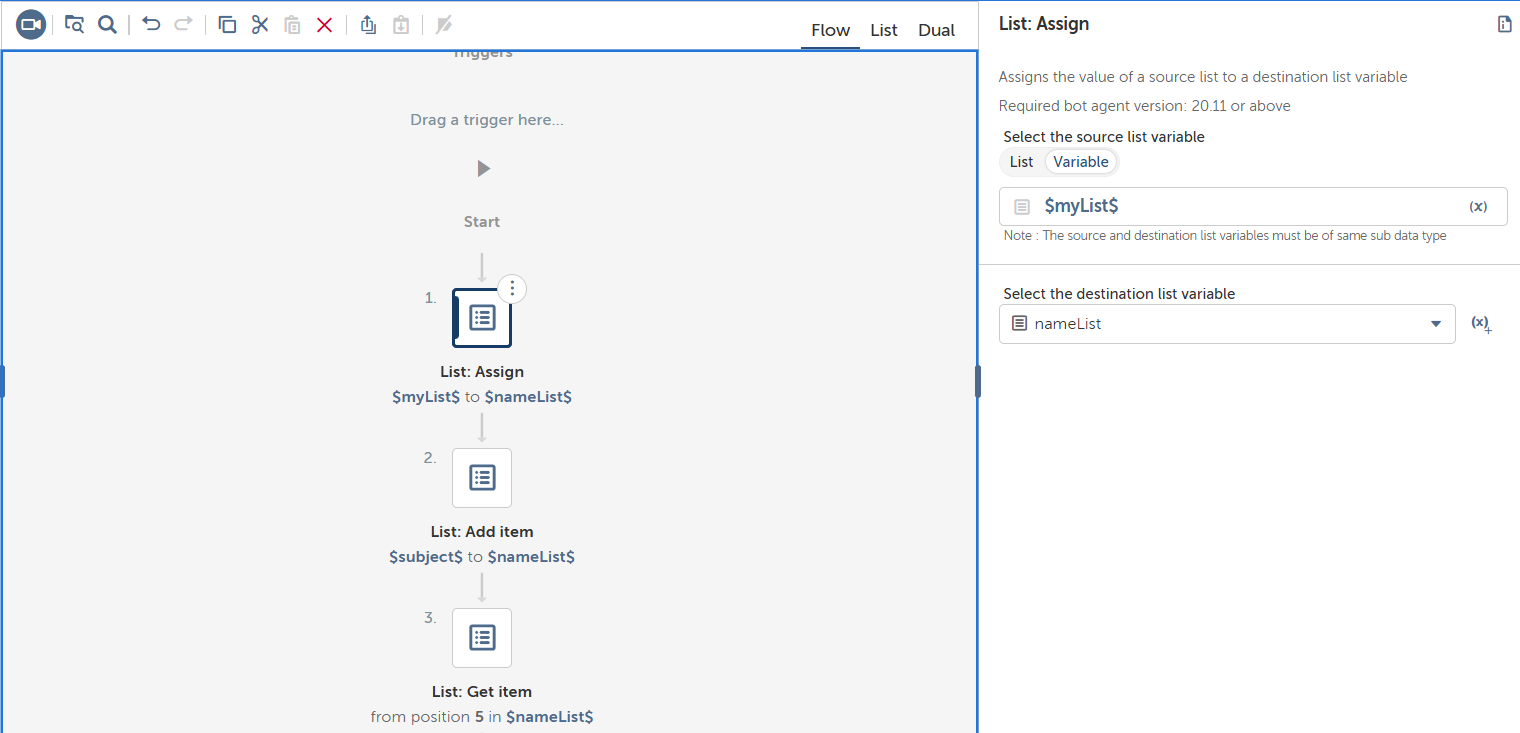 Flow List Dual
Triggers
Drag a trigger here...
Start
1.
List: Assign
$myList$ to $nameList$
2.
List: Add item
$subject$ to $nameList$
3.
List: Get item
from position 5 in $nameList$
List: Assign
Assigns the value of a source list to a destination list variable
Required bot agent version: 20.11 or above
Select the source list variable
List Variable
$myList$ (x)
Note : The source and destination list variables must be of same sub data type
Select the destination list variable
nameList (x)+